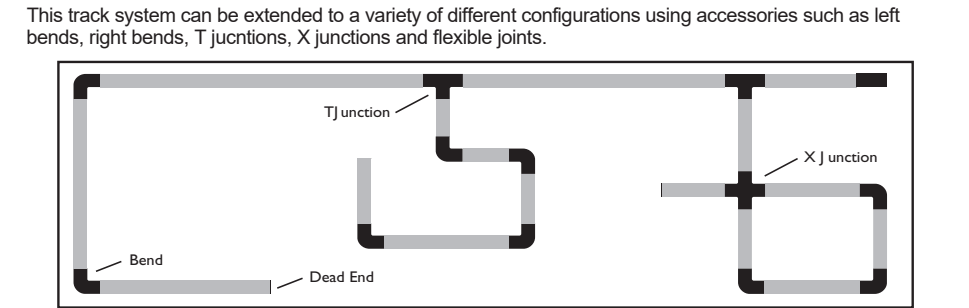 This track system can be extended to a variety of different configurations using accessories such as left
bends, right bends, T jucntions, X junctions and flexible joints.
TJunction
X Junction
Bend
Dead End